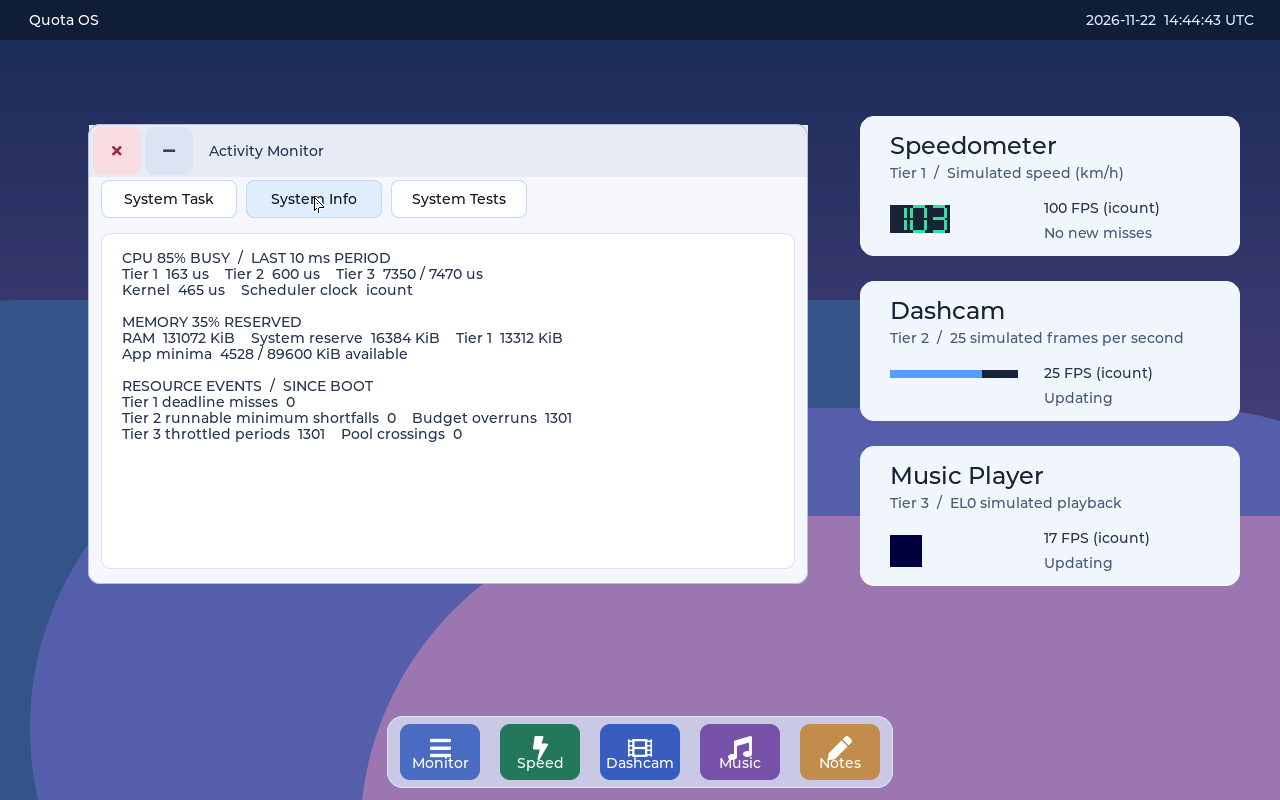 Quota OS
2026-11-22 14:44:43 UTC
Activity Monitor
System Task
System Info
System Tests
CPU 85% BUSY / LAST 10 ms PERIOD
Tier 1 163 us Tier 2 600 us Tier 3 7350 / 7470 us
Kernel 465 us Scheduler clock icount
MEMORY 35% RESERVED
RAM 131072 KiB System reserve 16384 KiB Tier 1 13312 KiB
App minima 4528 / 89600 KiB available
RESOURCE EVENTS / SINCE BOOT
Tier 1 deadline misses 0
Tier 2 runnable minimum shortfalls 0 Budget overruns 1301
Tier 3 throttled periods 1301 Pool crossings 0
Speedometer
Tier 1 / Simulated speed (km/h)
103
100 FPS (icount)
No new misses
Dashcam
Tier 2 / 25 simulated frames per second
25 FPS (icount)
Updating
Music Player
Tier 3 / EL0 simulated playback
17 FPS (icount)
Updating
Monitor
Speed
Dashcam
Music
Notes